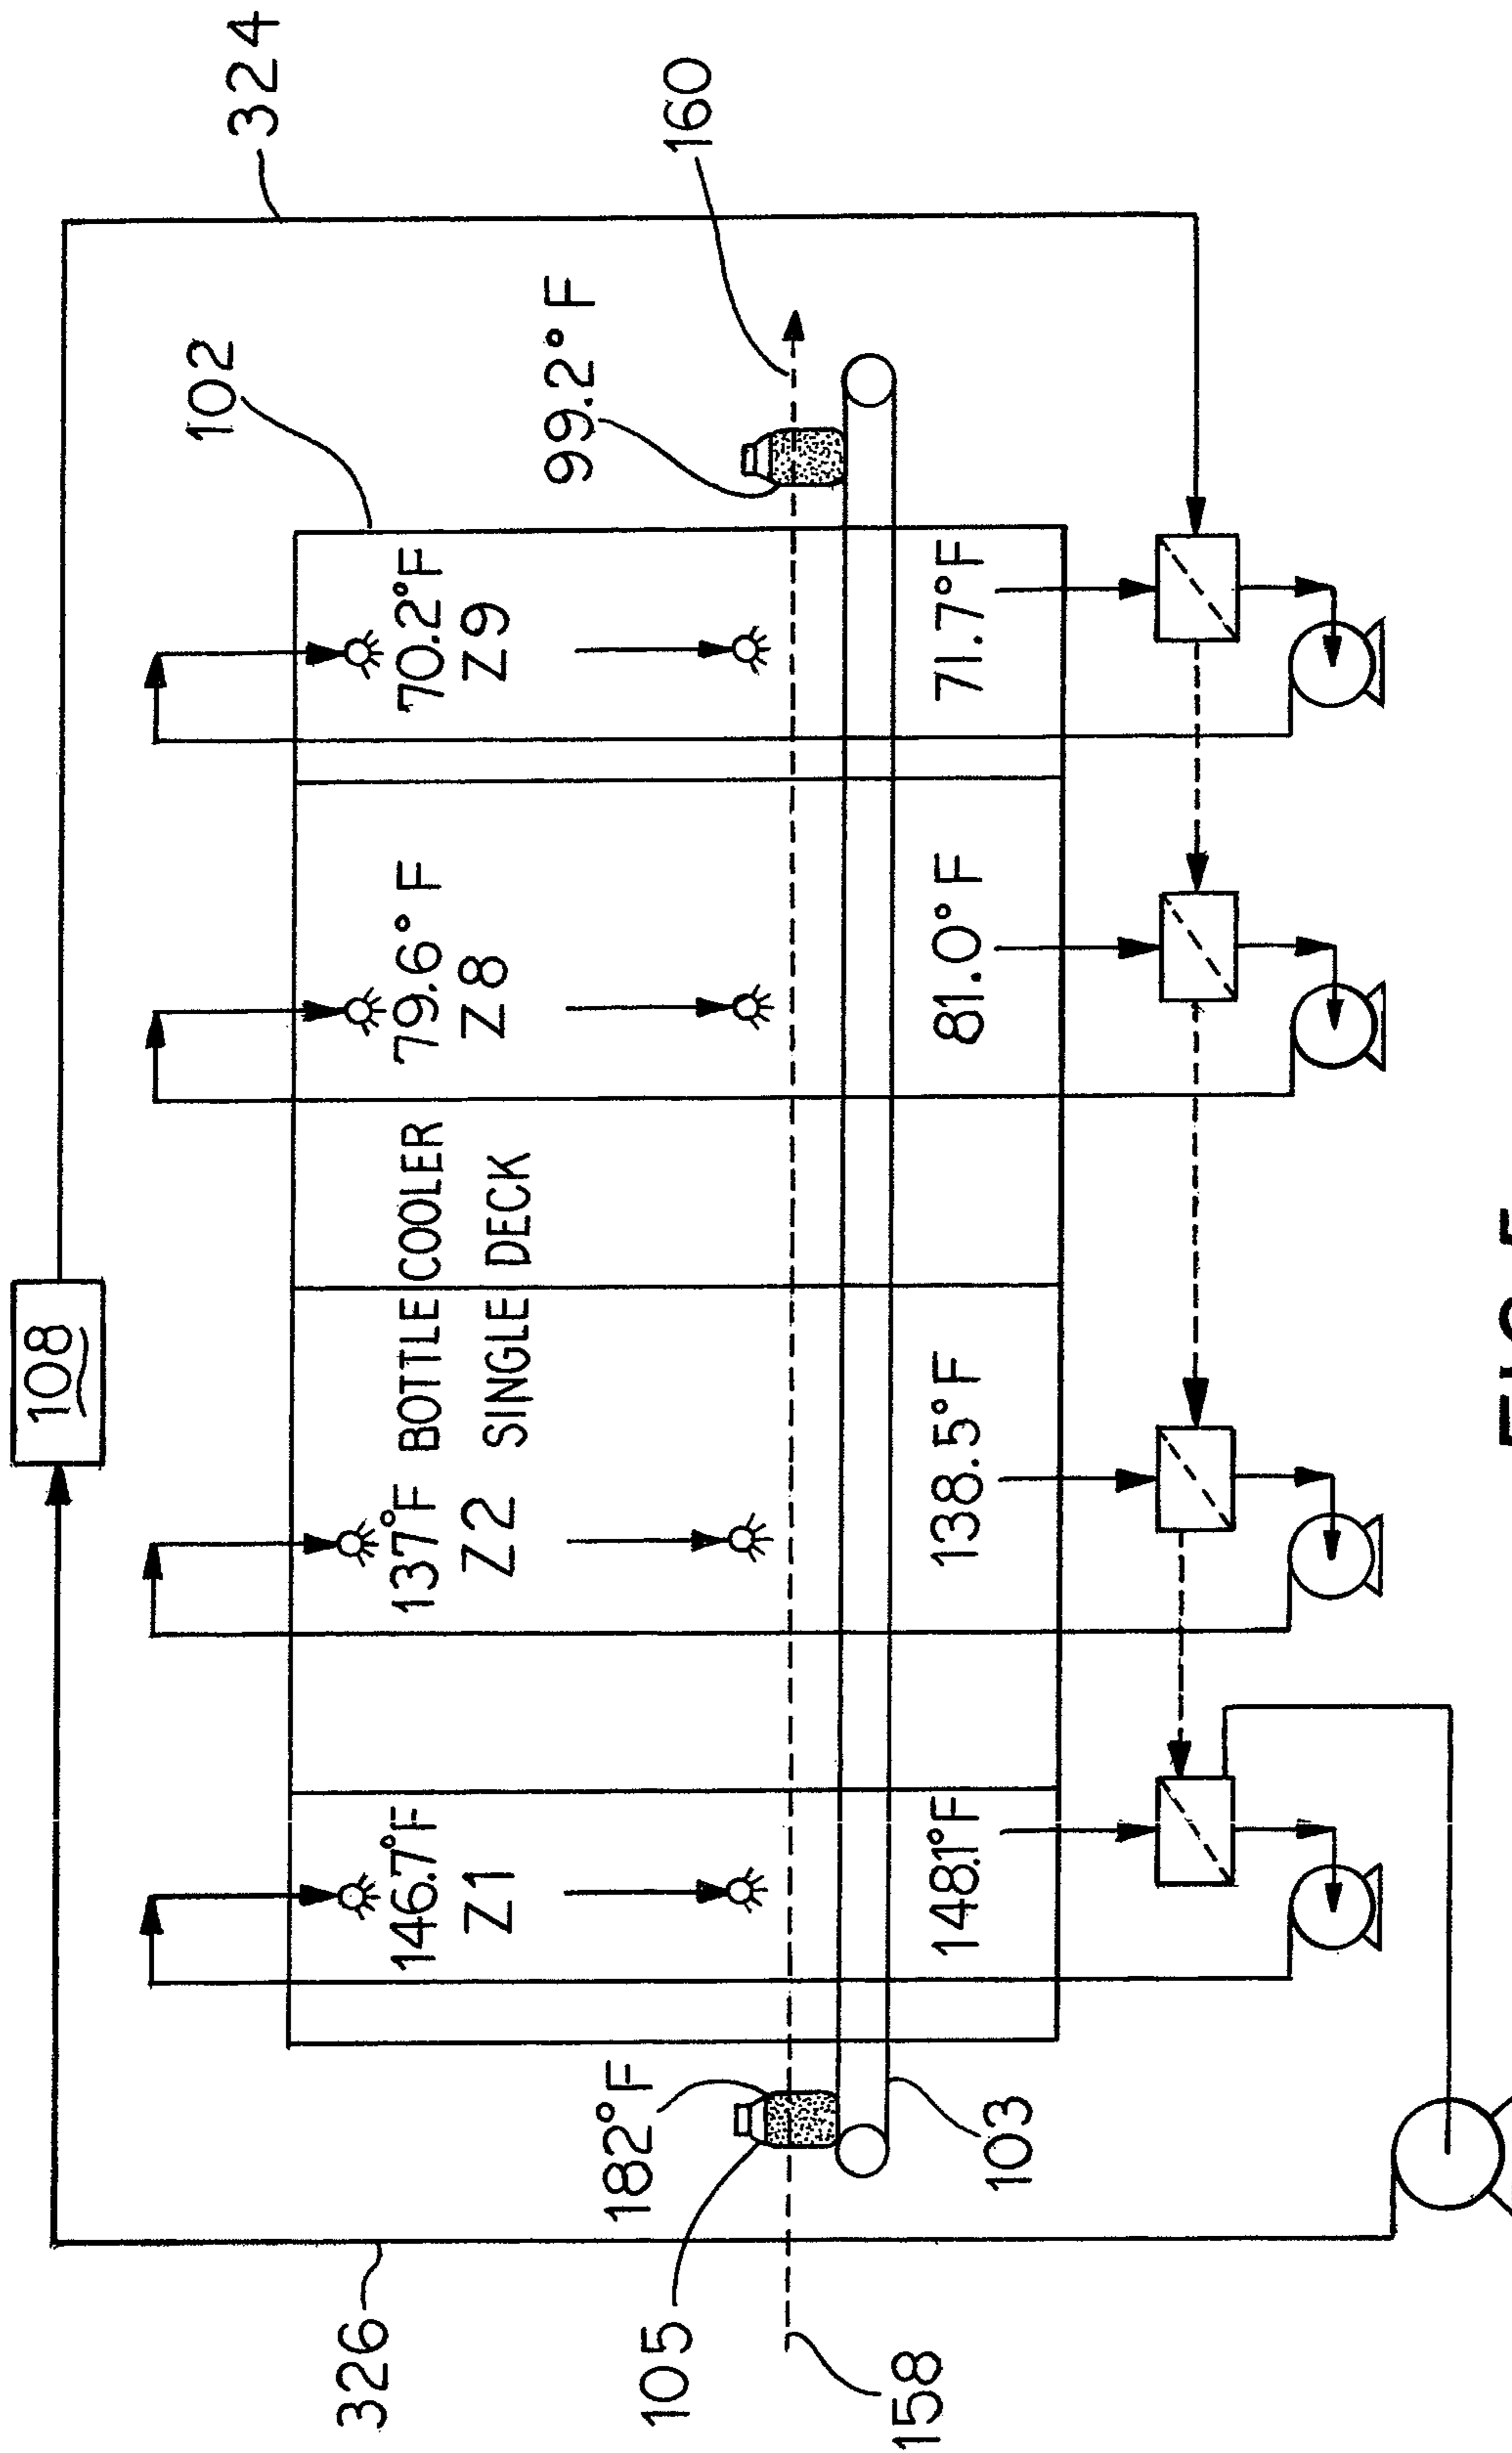 108
324
326
102
146.7°F
Z1
137°F
Z2
BOTTLE COOLER
SINGLE DECK
79.6°F
Z8
70.2°F
Z9
99.2°F
160
182°F
105
158
103
148.1°F
138.5°F
81.0°F
71.7°F